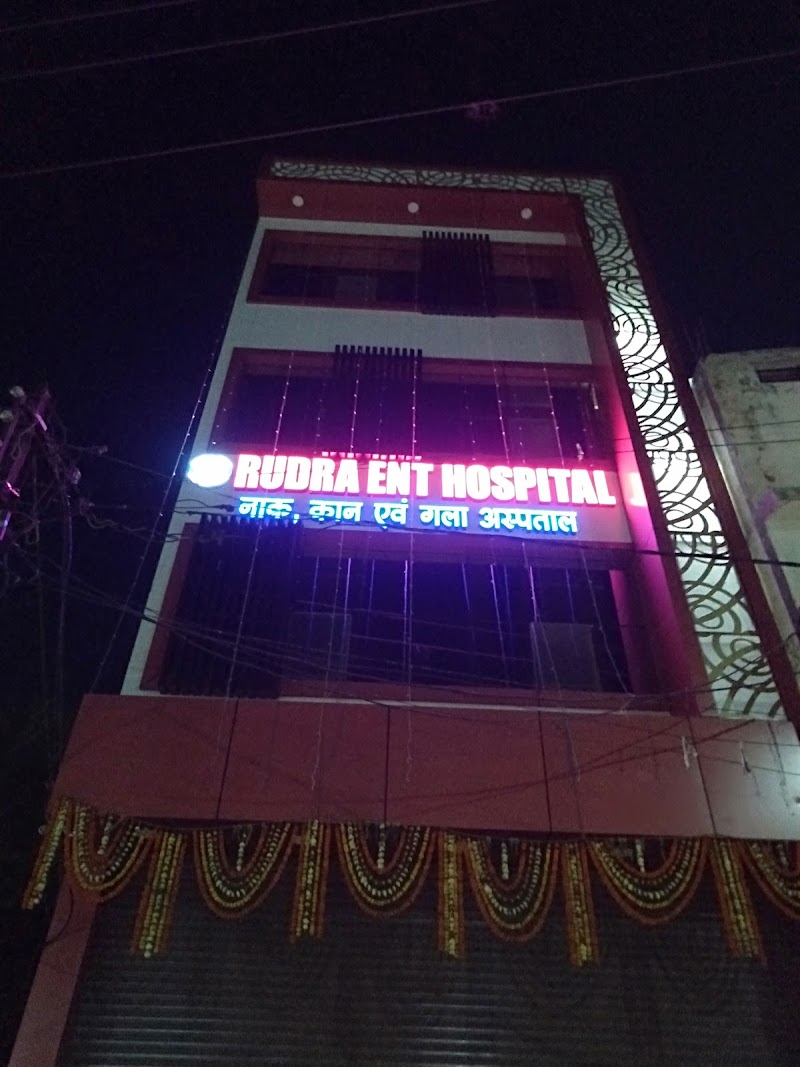 RUDRA ENT HOSPITAL
नाक, कान एवं गला अस्पताल